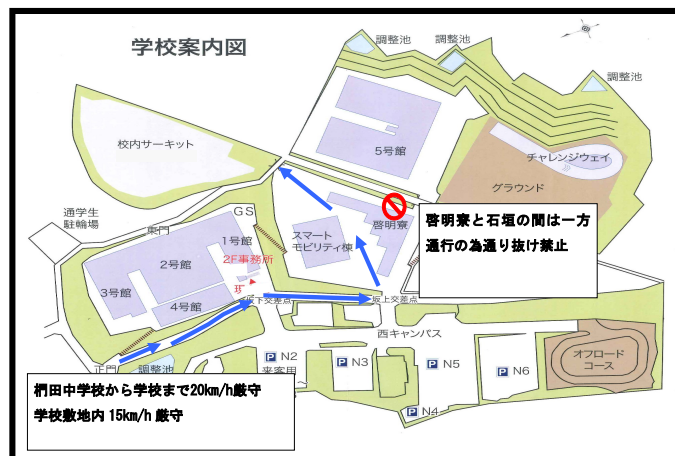 学校案内図
調整池
調整池
調整池
校内サーキット
5号館
チャレンジウェイ
グラウンド
通学生
駐輪場
東門
GS
1号館
2F事務所
2号館
3号館
4号館
スマート
モビリティ棟
啓明寮
啓明寮と石垣の間は一方
通行の為通り抜け禁止
坂下交差点
坂上交差点
西キャンパス
正門
調整池
P N2
来客用
P N3
P N5
P N6
P N4
オフロード
コース
椚田中学校から学校まで20km/h厳守
学校敷地内15km/h厳守